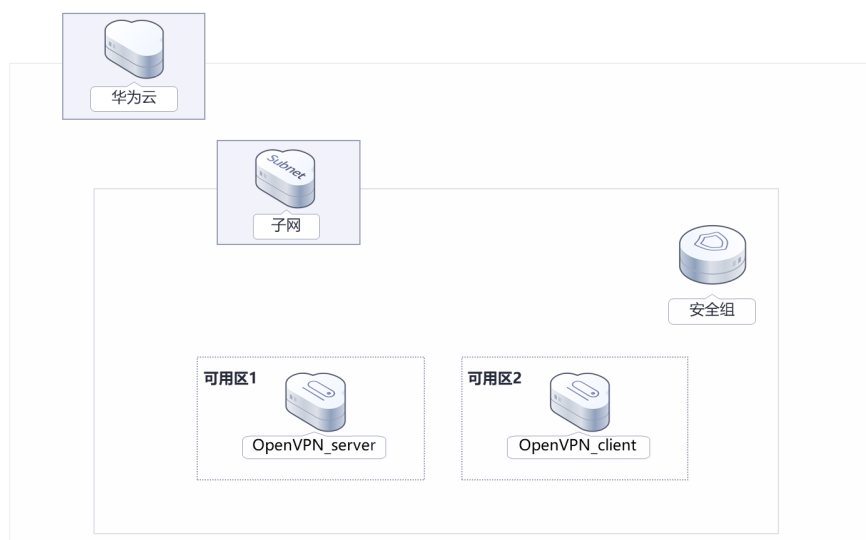 华为云
Subnet
子网
安全组
可用区1
OpenVPN_server
可用区2
OpenVPN_client